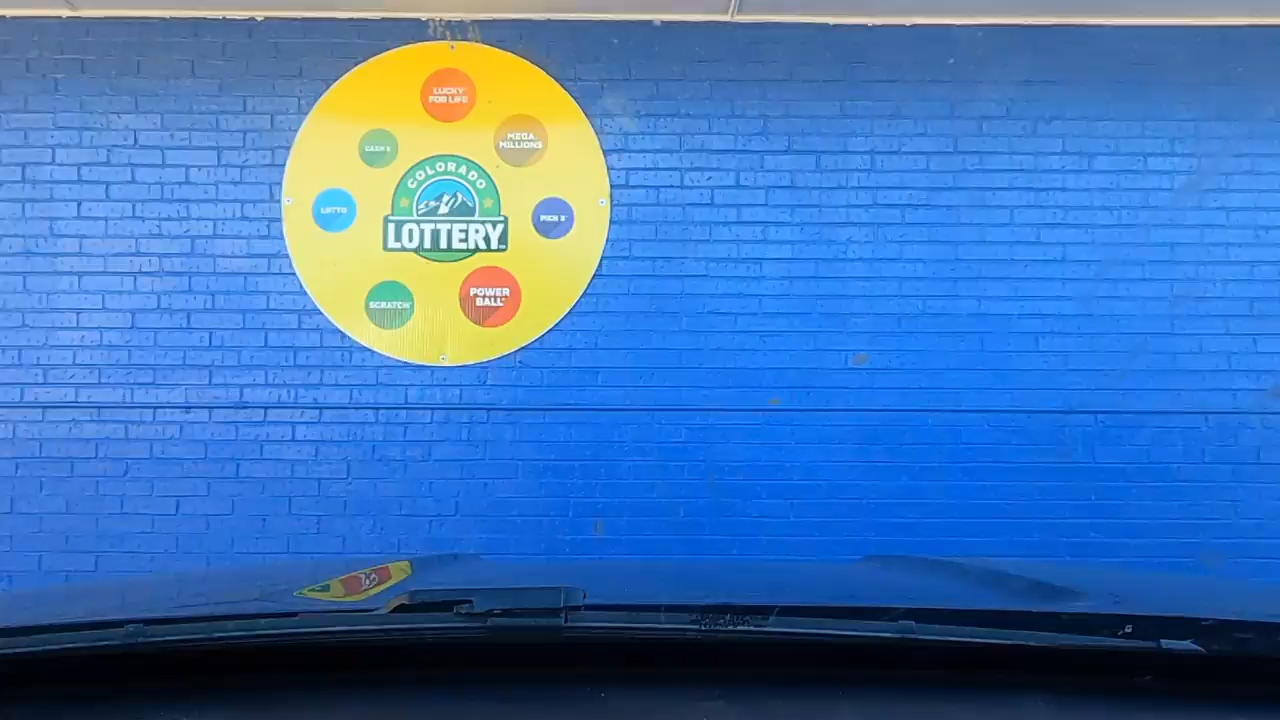 LUCKY
FOR LIFE
CASH 5
MEGA
MILLIONS
COLORADO
LOTTERY
LOTTO
PICK 3
SCRATCH
POWER
BALL